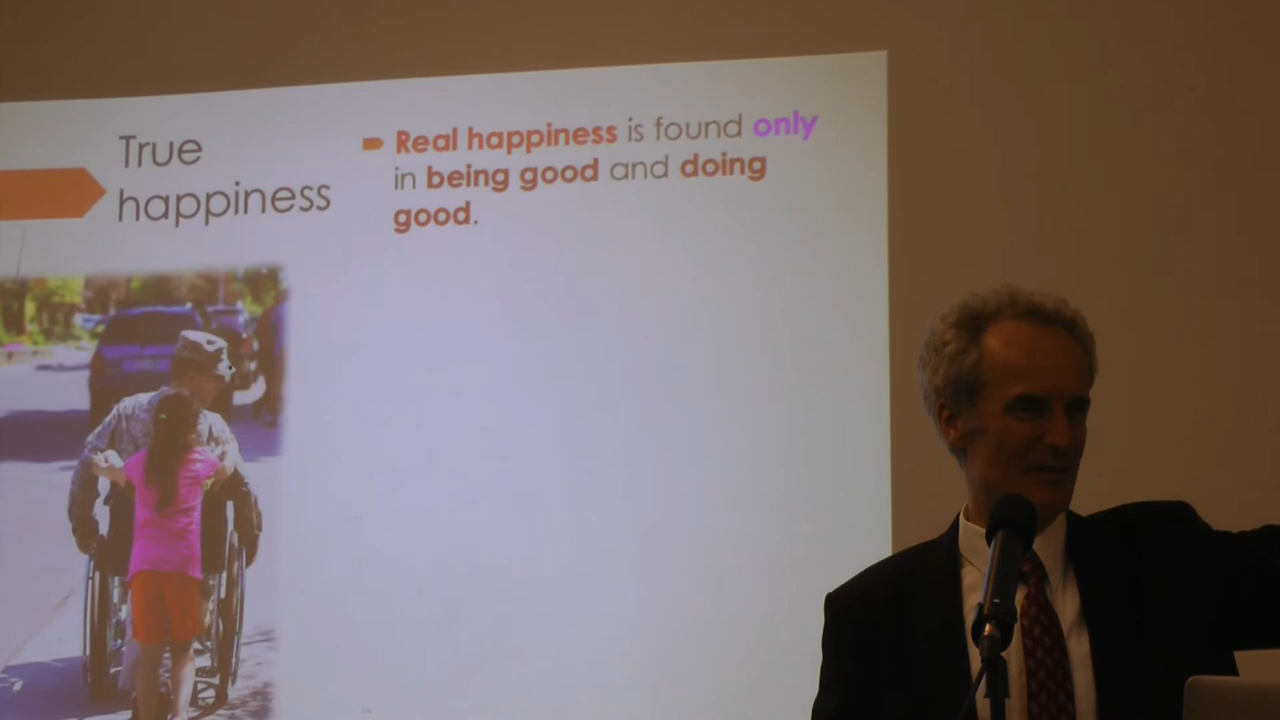 True
happiness
Real happiness is found only
in being good and doing
good.